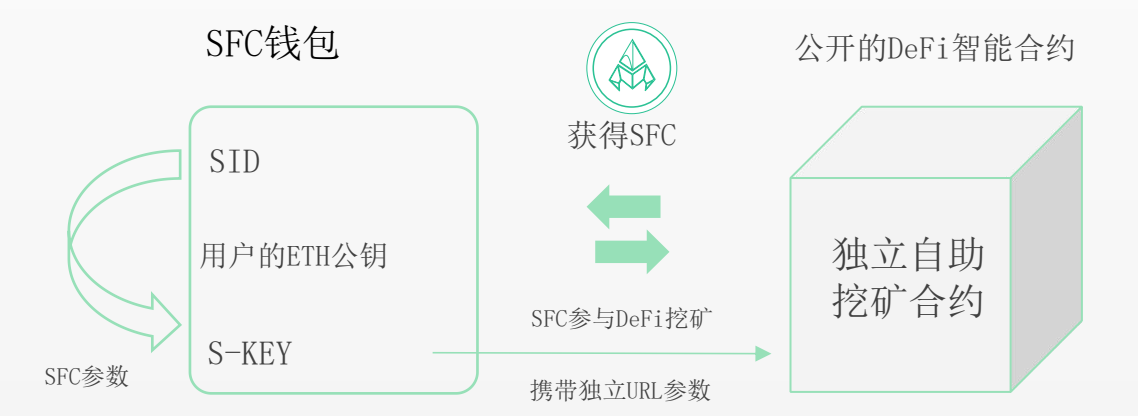 SFC钱包
公开的DeFi智能合约
获得SFC
SID
用户的ETH公钥
S-KEY
SFC参数
SFC参与DeFi挖矿
携带独立URL参数
独立自助
挖矿合约